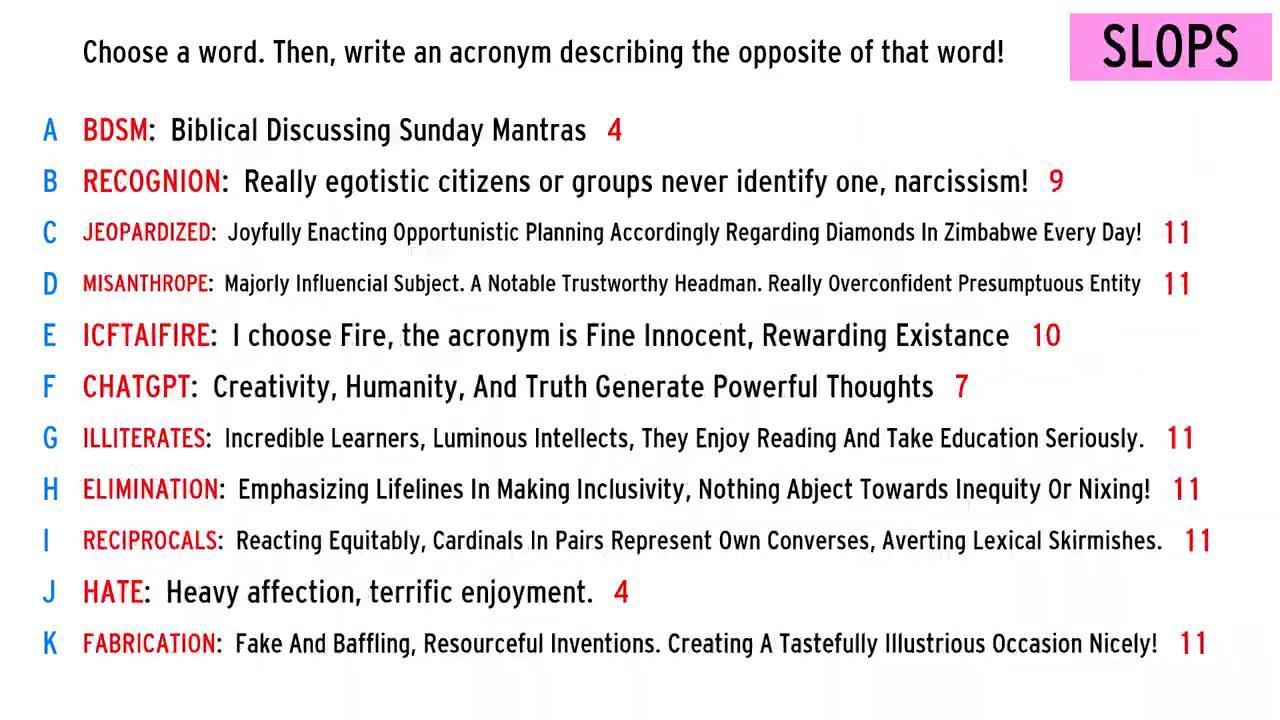 Choose a word. Then, write an acronym describing the opposite of that word!
SLOPS
A BDSM: Biblical Discussing Sunday Mantras 4
B RECOGNION: Really egotistic citizens or groups never identify one, narcissism! 9
C JEOPARDIZED: Joyfully Enacting Opportunistic Planning Accordingly Regarding Diamonds In Zimbabwe Every Day! 11
D MISANTHROPE: Majorly Influencial Subject. A Notable Trustworthy Headman. Really Overconfident Presumptuous Entity 11
E ICFTAIFIRE: I choose Fire, the acronym is Fine Innocent, Rewarding Existance 10
F CHATGPT: Creativity, Humanity, And Truth Generate Powerful Thoughts 7
G ILLITERATES: Incredible Learners, Luminous Intellects, They Enjoy Reading And Take Education Seriously. 11
H ELIMINATION: Emphasizing Lifelines In Making Inclusivity, Nothing Abject Towards Inequity Or Nixing! 11
I RECIPROCALS: Reacting Equitably, Cardinals In Pairs Represent Own Converses, Averting Lexical Skirmishes. 11
J HATE: Heavy affection, terrific enjoyment. 4
K FABRICATION: Fake And Baffling, Resourceful Inventions. Creating A Tastefully Illustrious Occasion Nicely! 11